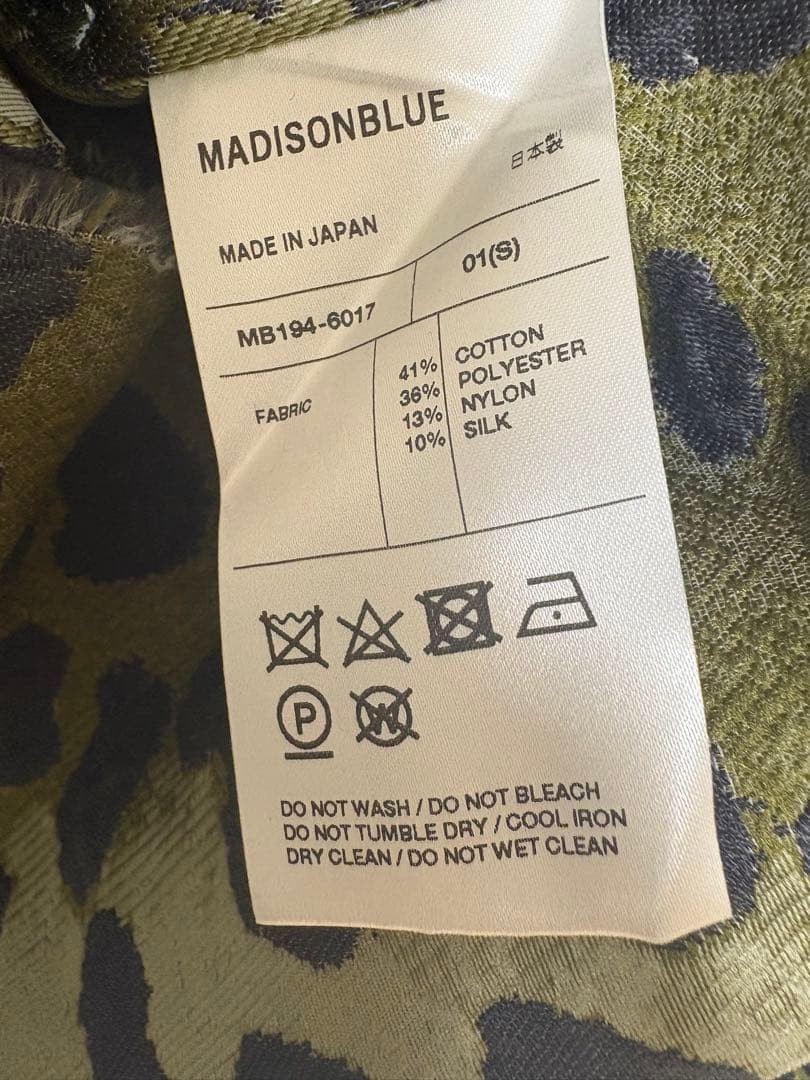 MADISONBLUE
日本製
MADE IN JAPAN
MB194-6017 01(S)
FABRIC 41% COTTON
36% POLYESTER
13% NYLON
10% SILK
P
W
DO NOT WASH / DO NOT BLEACH
DO NOT TUMBLE DRY / COOL IRON
DRY CLEAN / DO NOT WET CLEAN